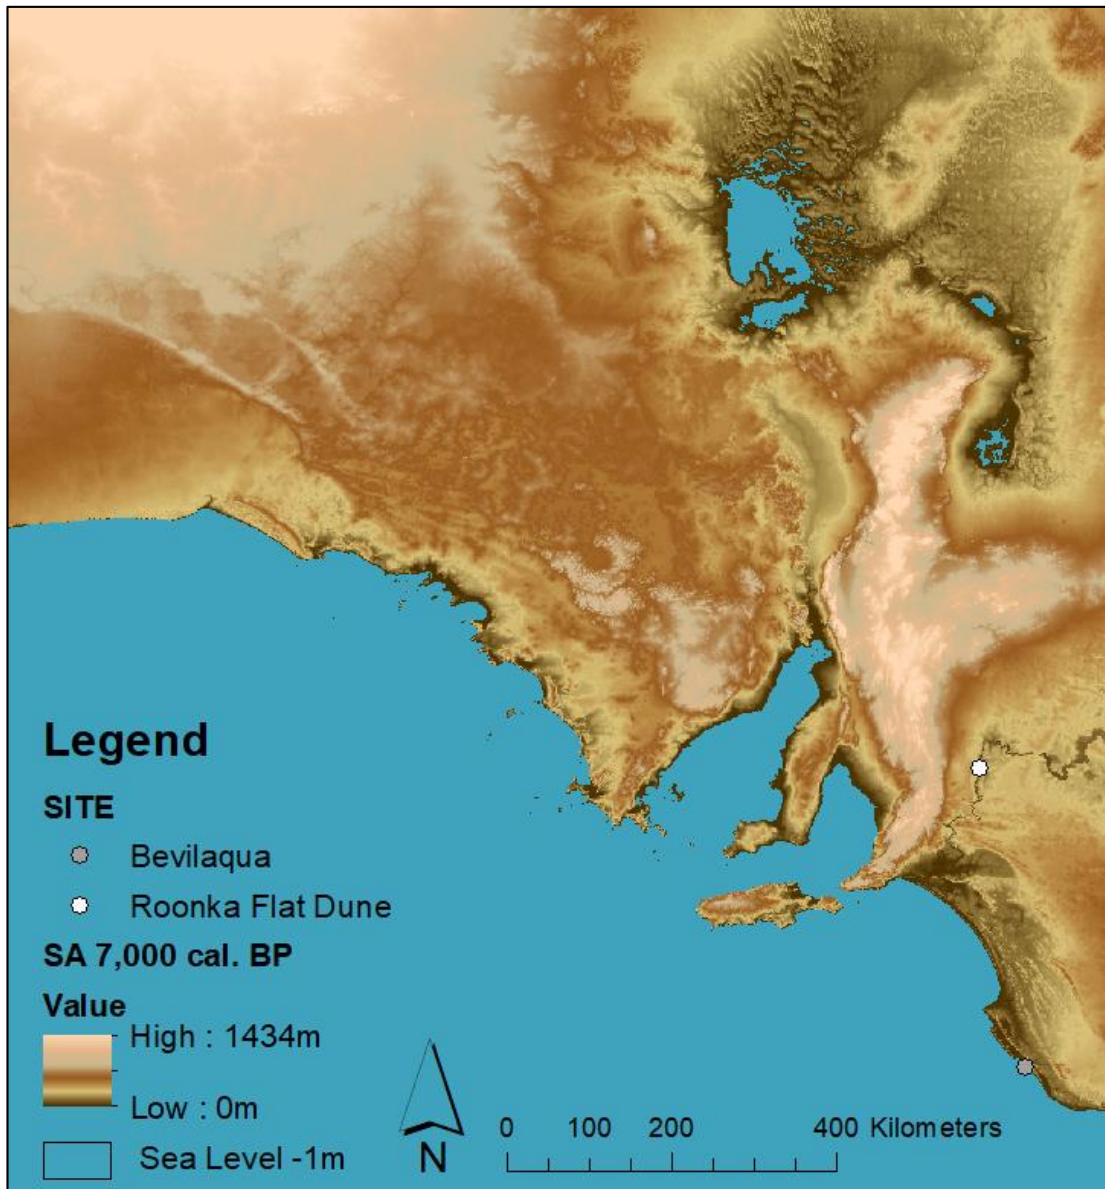 Legend
SITE
Bevilaqua
Roonka Flat Dune
SA 7,000 cal. BP
Value
High : 1434m
Low : 0m
Sea Level -1m
N
0 100 200 400 Kilometers